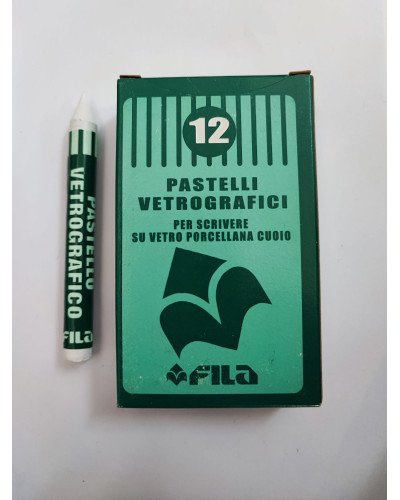 PASTELLO
VETROGRAFICO
FILA
12
PASTELLI
VETROGRAFICI
PER SCRIVERE
SU VETRO PORCELLANA CUOIO
FILA